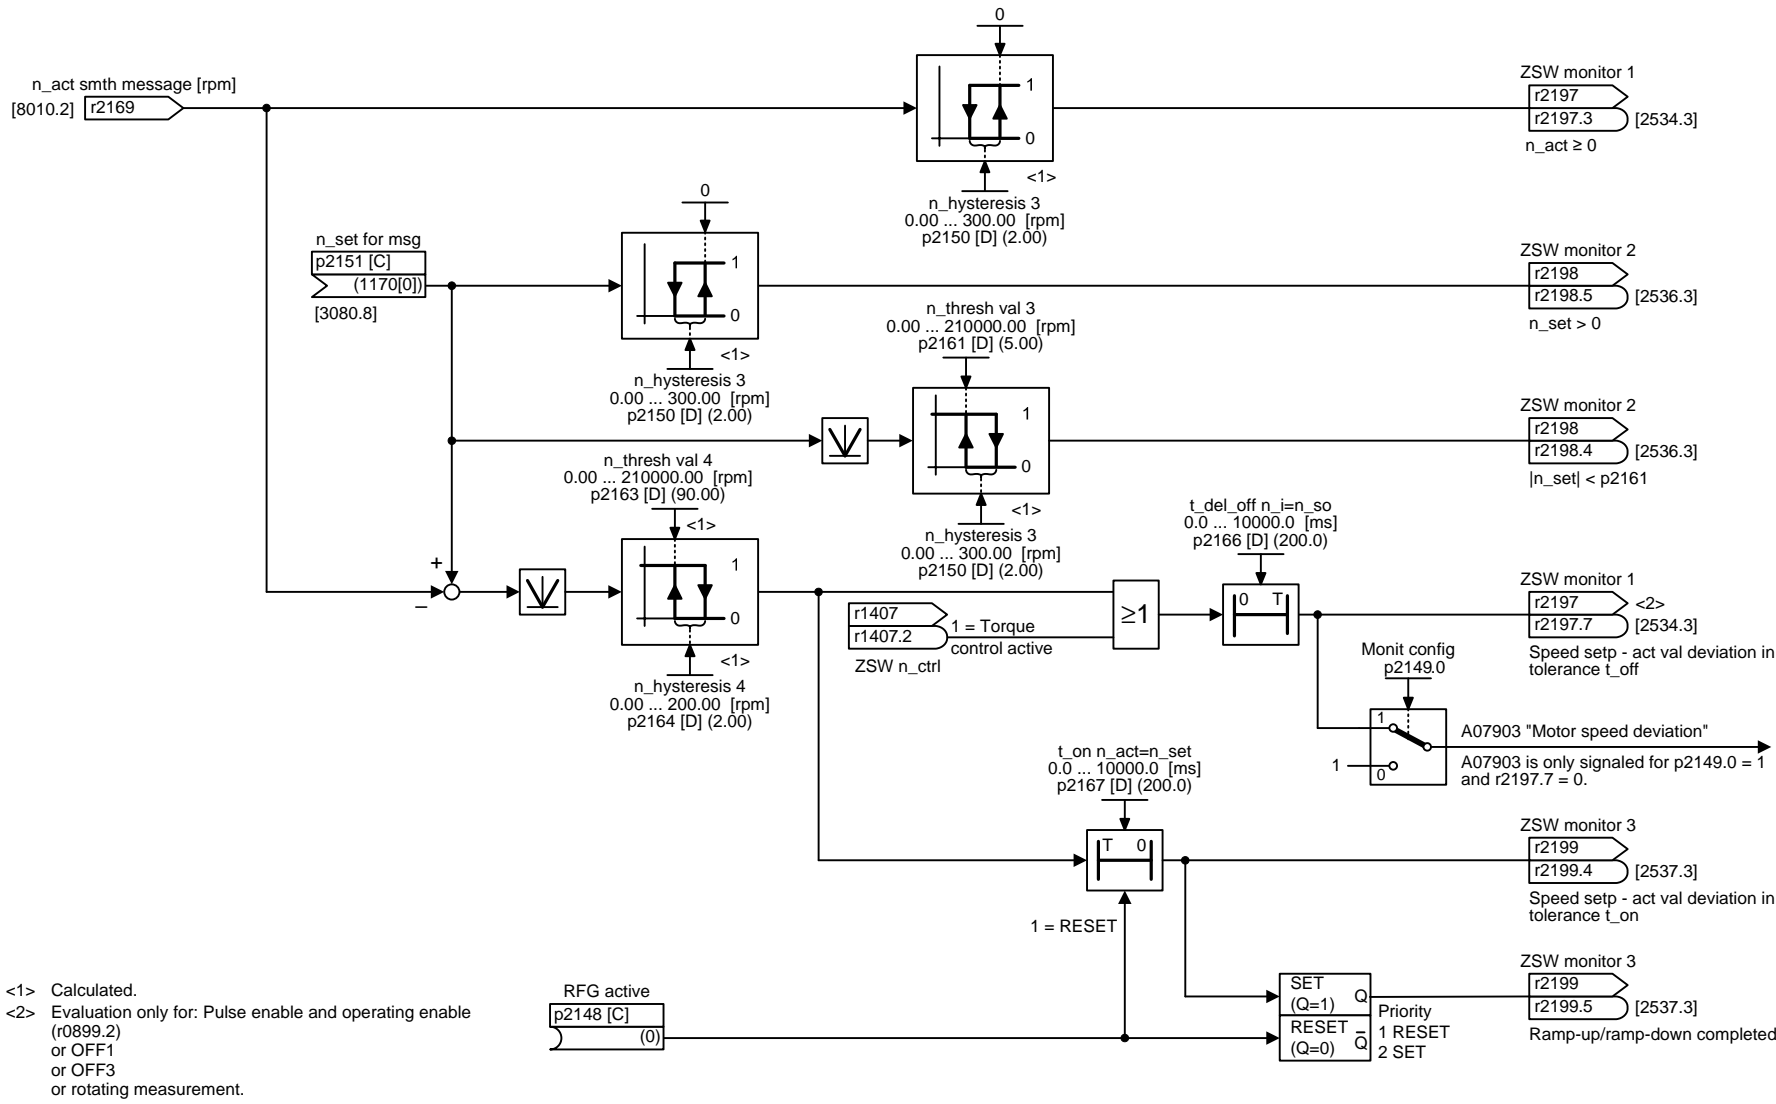 0
n_act smth message [rpm]
[8010.2]
r2169
1
0
<1>
n_hysteresis 3
0.00 ... 300.00 [rpm]
p2150 [D] (2.00)
ZSW monitor 1
r2197
r2197.3
[2534.3]
n_act ≥ 0
0
n_set for msg
p2151 [C]
(1170[0])
[3080.8]
1
0
<1>
n_hysteresis 3
0.00 ... 300.00 [rpm]
p2150 [D] (2.00)
ZSW monitor 2
r2198
r2198.5
[2536.3]
n_set > 0
n_thresh val 3
0.00 ... 210000.00 [rpm]
p2161 [D] (5.00)
1
0
<1>
n_hysteresis 3
0.00 ... 300.00 [rpm]
p2150 [D] (2.00)
ZSW monitor 2
r2198
r2198.4
[2536.3]
|n_set| < p2161
n_thresh val 4
0.00 ... 210000.00 [rpm]
p2163 [D] (90.00)
<1>
+
–
1
0
<1>
n_hysteresis 4
0.00 ... 200.00 [rpm]
p2164 [D] (2.00)
r1407
r1407.2
ZSW n_ctrl
1 = Torque
control active
≥1
t_del_off n_i=n_so
0.0 ... 10000.0 [ms]
p2166 [D] (200.0)
0 T
ZSW monitor 1
r2197
<2>
r2197.7
[2534.3]
Speed setp - act val deviation in
tolerance t_off
Monit config
p2149.0
1
1
0
A07903 "Motor speed deviation"
A07903 is only signaled for p2149.0 = 1
and r2197.7 = 0.
t_on n_act=n_set
0.0 ... 10000.0 [ms]
p2167 [D] (200.0)
T 0
1 = RESET
ZSW monitor 3
r2199
r2199.4
[2537.3]
Speed setp - act val deviation in
tolerance t_on
RFG active
p2148 [C]
(0)
SET
(Q=1)
Q
RESET
(Q=0)
Q̅
Priority
1 RESET
2 SET
ZSW monitor 3
r2199
r2199.5
[2537.3]
Ramp-up/ramp-down completed
<1> Calculated.
<2> Evaluation only for: Pulse enable and operating enable
(r0899.2)
or OFF1
or OFF3
or rotating measurement.